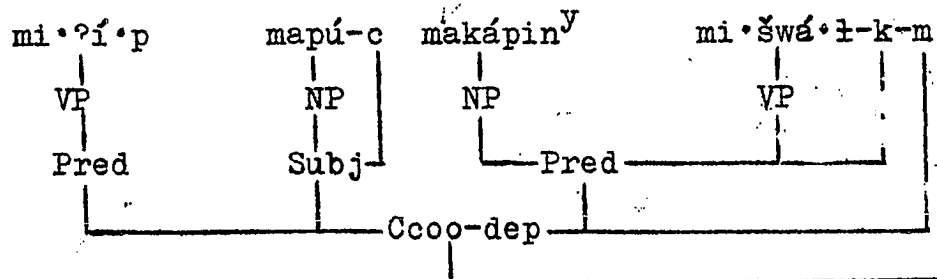 mi·ʔí·p mapú-c makápinʸ mi·šwá·ɫ-k-m
VP NP NP VP
Pred Subj Pred
Ccoo-dep